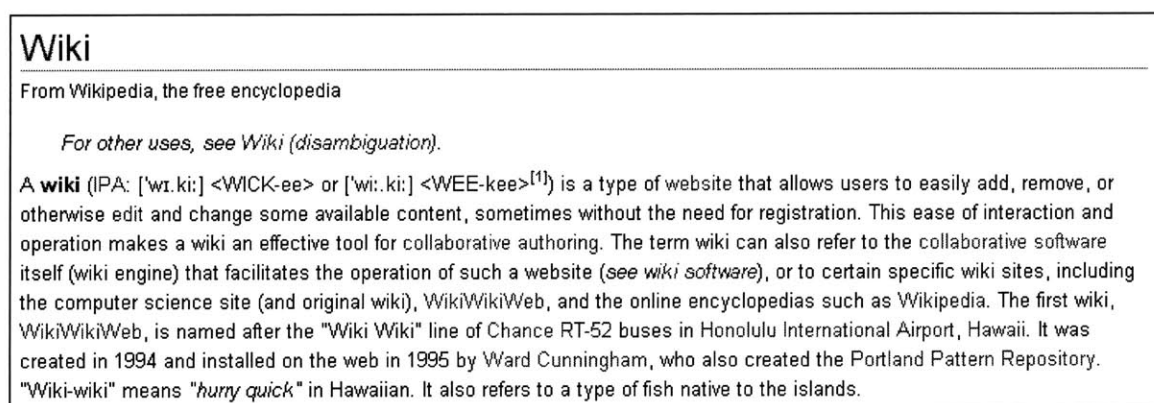 Wiki
From Wikipedia, the free encyclopedia
For other uses, see Wiki (disambiguation).
A wiki (IPA: ['wɪ.ki:] <WICK-ee> or ['wi:.ki:] <WEE-kee>[1]) is a type of website that allows users to easily add, remove, or
otherwise edit and change some available content, sometimes without the need for registration. This ease of interaction and
operation makes a wiki an effective tool for collaborative authoring. The term wiki can also refer to the collaborative software
itself (wiki engine) that facilitates the operation of such a website (see wiki software), or to certain specific wiki sites, including
the computer science site (and original wiki), WikiWikiWeb, and the online encyclopedias such as Wikipedia. The first wiki,
WikiWikiWeb, is named after the "Wiki Wiki" line of Chance RT-52 buses in Honolulu International Airport, Hawaii. It was
created in 1994 and installed on the web in 1995 by Ward Cunningham, who also created the Portland Pattern Repository.
"Wiki-wiki" means "hurry quick" in Hawaiian. It also refers to a type of fish native to the islands.